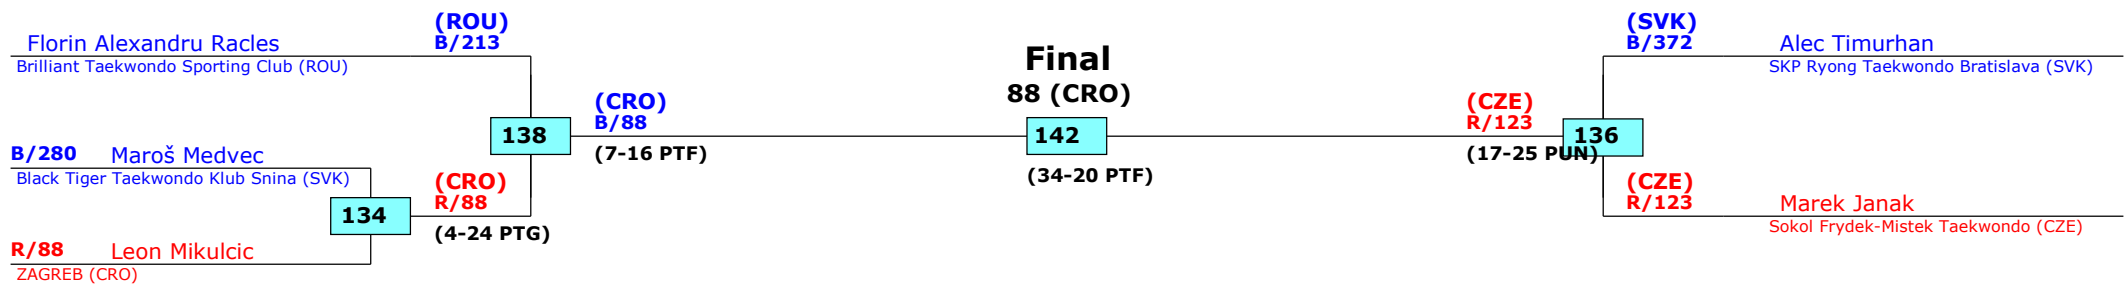 (ROU)
B/213
Florin Alexandru Racles
Brilliant Taekwondo Sporting Club (ROU)
B/280 Maroš Medvec
Black Tiger Taekwondo Klub Snina (SVK)
R/88 Leon Mikulcic
ZAGREB (CRO)
134
(CRO)
R/88
(4-24 PTG)
138
(CRO)
B/88
(7-16 PTF)
Final
88 (CRO)
142
(34-20 PTF)
(CZE)
R/123
(17-25 PUN)
136
(SVK)
B/372
Alec Timurhan
SKP Ryong Taekwondo Bratislava (SVK)
(CZE)
R/123
Marek Janak
Sokol Frydek-Mistek Taekwondo (CZE)